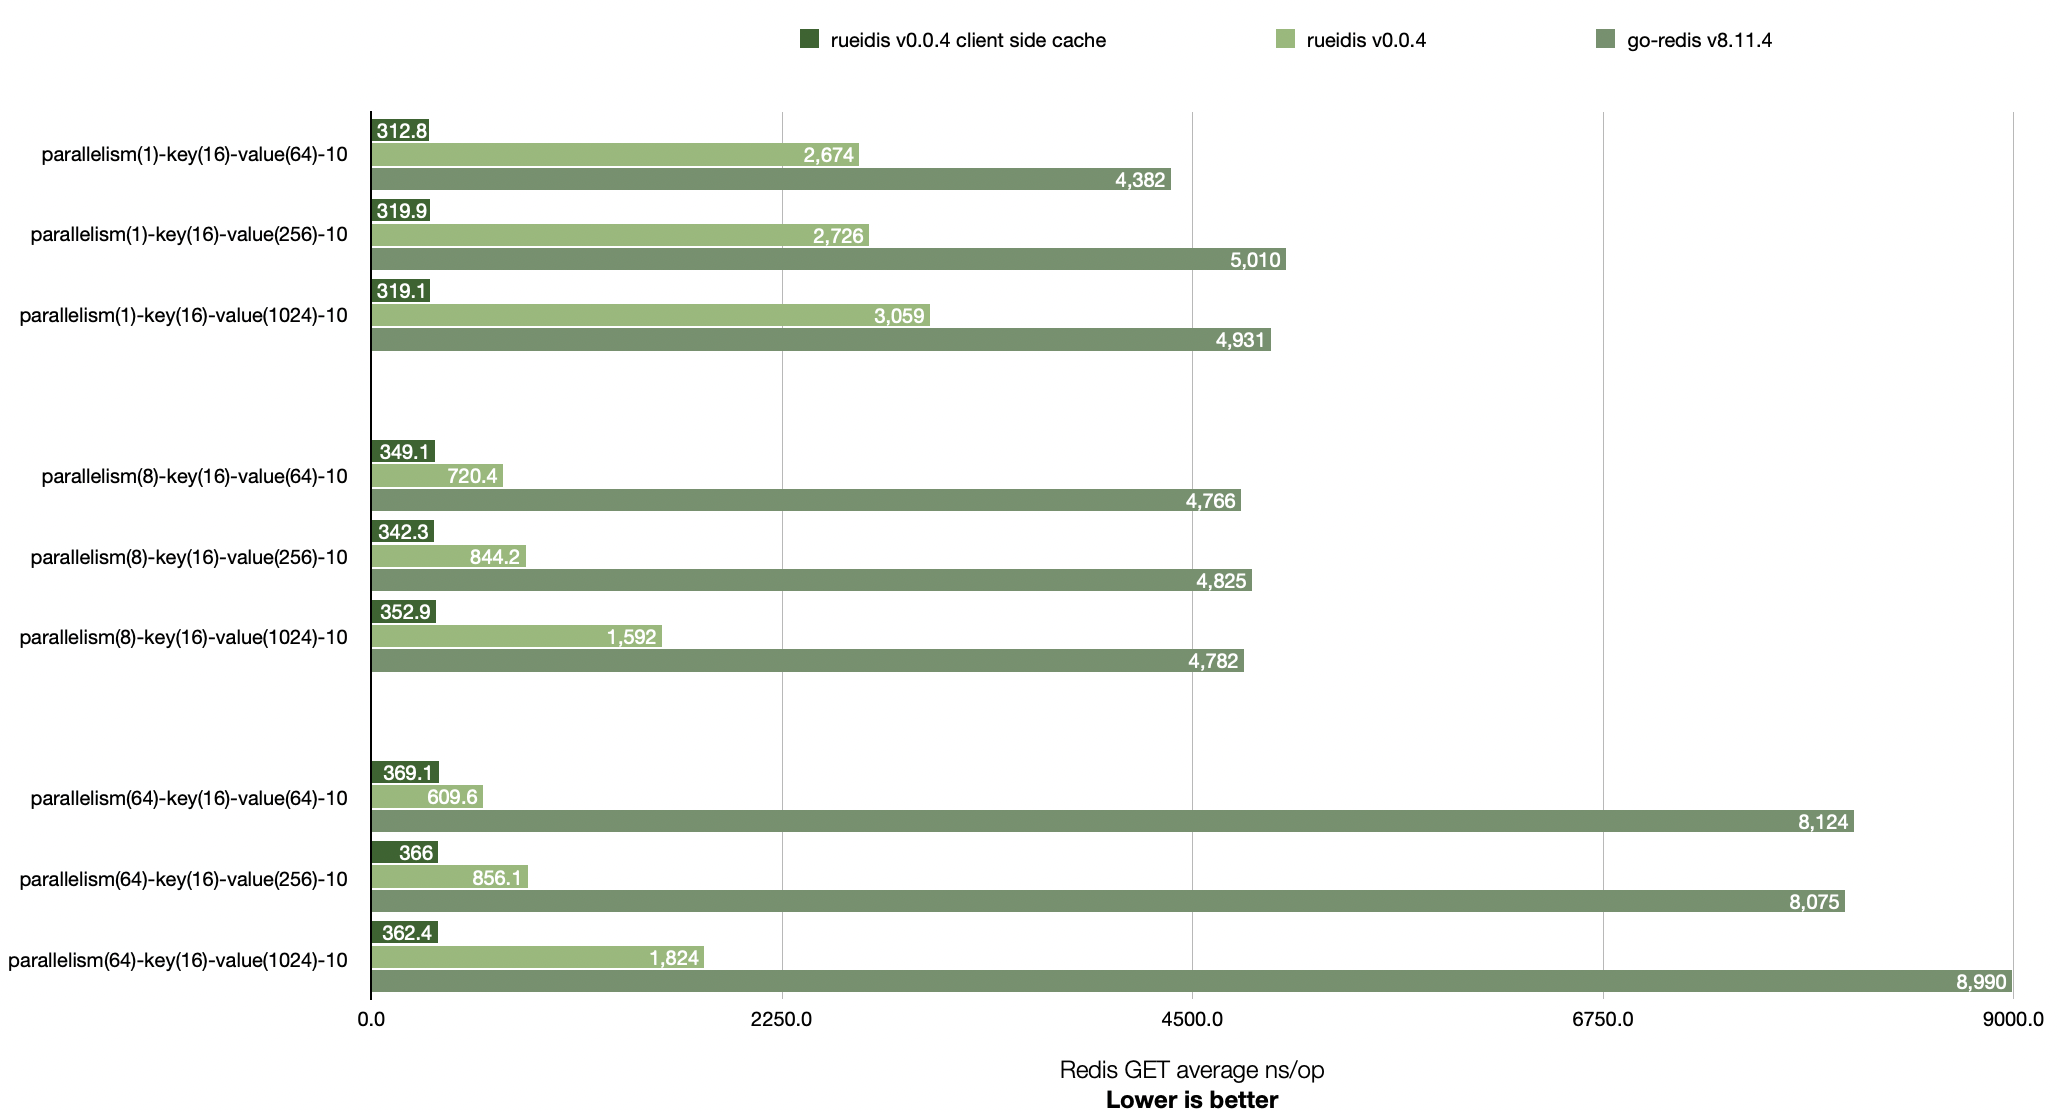 rueidis v0.0.4 client side cache rueidis v0.0.4 go-redis v8.11.4
312.8
parallelism(1)-key(16)-value(64)-10 2,674
4,382
319.9
parallelism(1)-key(16)-value(256)-10 2,726
5,010
319.1
parallelism(1)-key(16)-value(1024)-10 3,059
4,931
349.1
parallelism(8)-key(16)-value(64)-10 720.4
4,766
342.3
parallelism(8)-key(16)-value(256)-10 844.2
4,825
352.9
parallelism(8)-key(16)-value(1024)-10 1,592
4,782
369.1
parallelism(64)-key(16)-value(64)-10 609.6
8,124
366
parallelism(64)-key(16)-value(256)-10 856.1
8,075
362.4
parallelism(64)-key(16)-value(1024)-10 1,824
8,990
0.0 2250.0 4500.0 6750.0 9000.0
Redis GET average ns/op
Lower is better